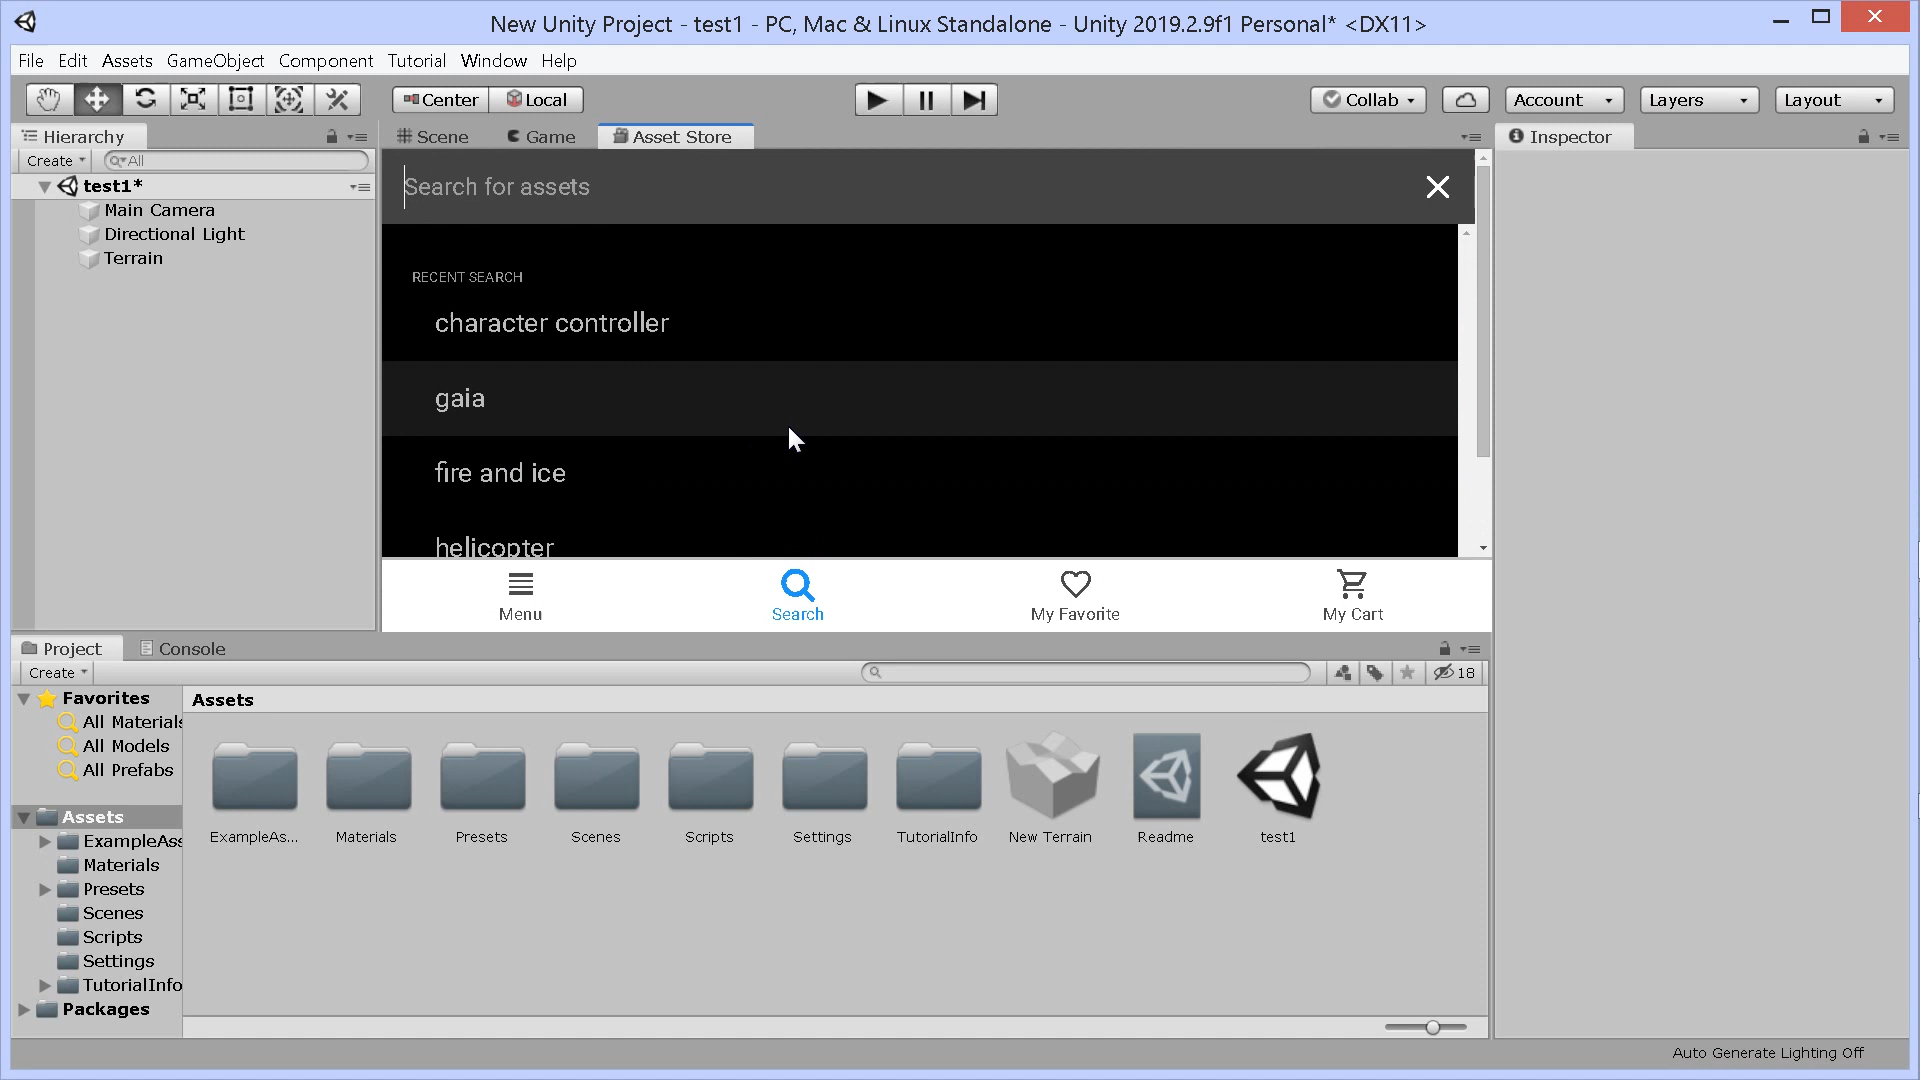 New Unity Project - test1 - PC, Mac & Linux Standalone - Unity 2019.2.9f1 Personal* <DX11>
File Edit Assets GameObject Component Tutorial Window Help
Center Local Collab Account Layers Layout
Hierarchy Scene Game Asset Store Inspector
Create All
test1*
Main Camera
Directional Light
Terrain
Search for assets
RECENT SEARCH
character controller
gaia
fire and ice
helicopter
Menu Search My Favorite My Cart
Project Console
Create 18
Favorites
All Materials
All Models
All Prefabs
Assets
ExampleAss
Materials
Presets
Scenes
Scripts
Settings
TutorialInfo
Packages
Assets
ExampleAs... Materials Presets Scenes Scripts Settings TutorialInfo New Terrain Readme test1
Auto Generate Lighting Off